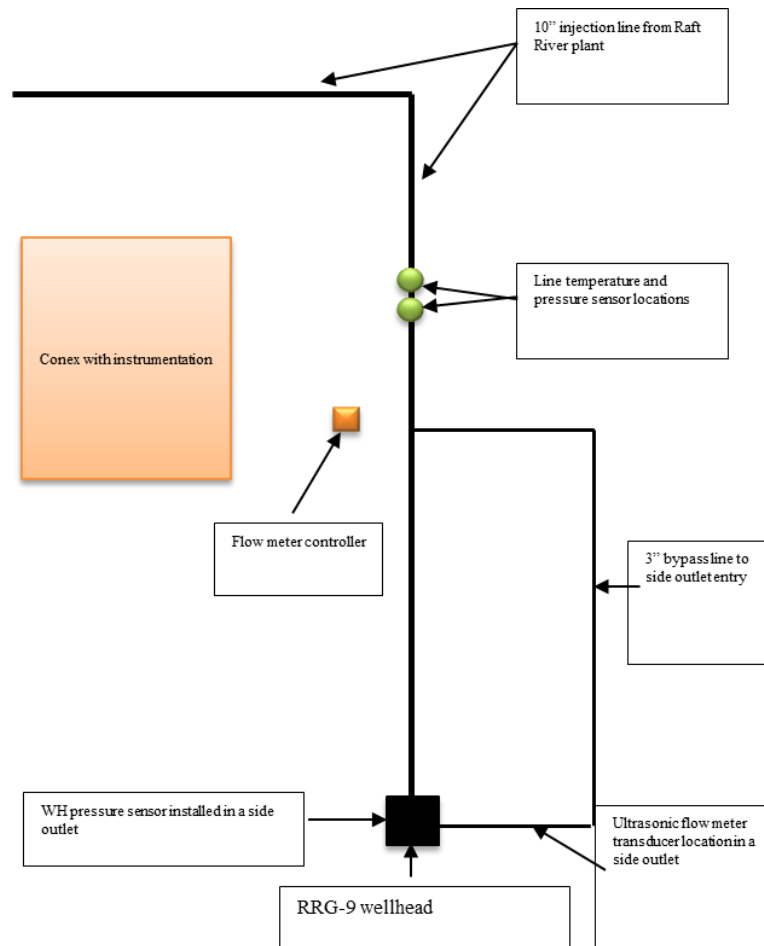 10” injection line from Raft
River plant
Line temperature and
pressure sensor locations
Conex with instrumentation
Flow meter controller
3” bypass line to
side outlet entry
WH pressure sensor installed in a side
outlet
Ultrasonic flow meter
transducer location in a
side outlet
RRG-9 wellhead